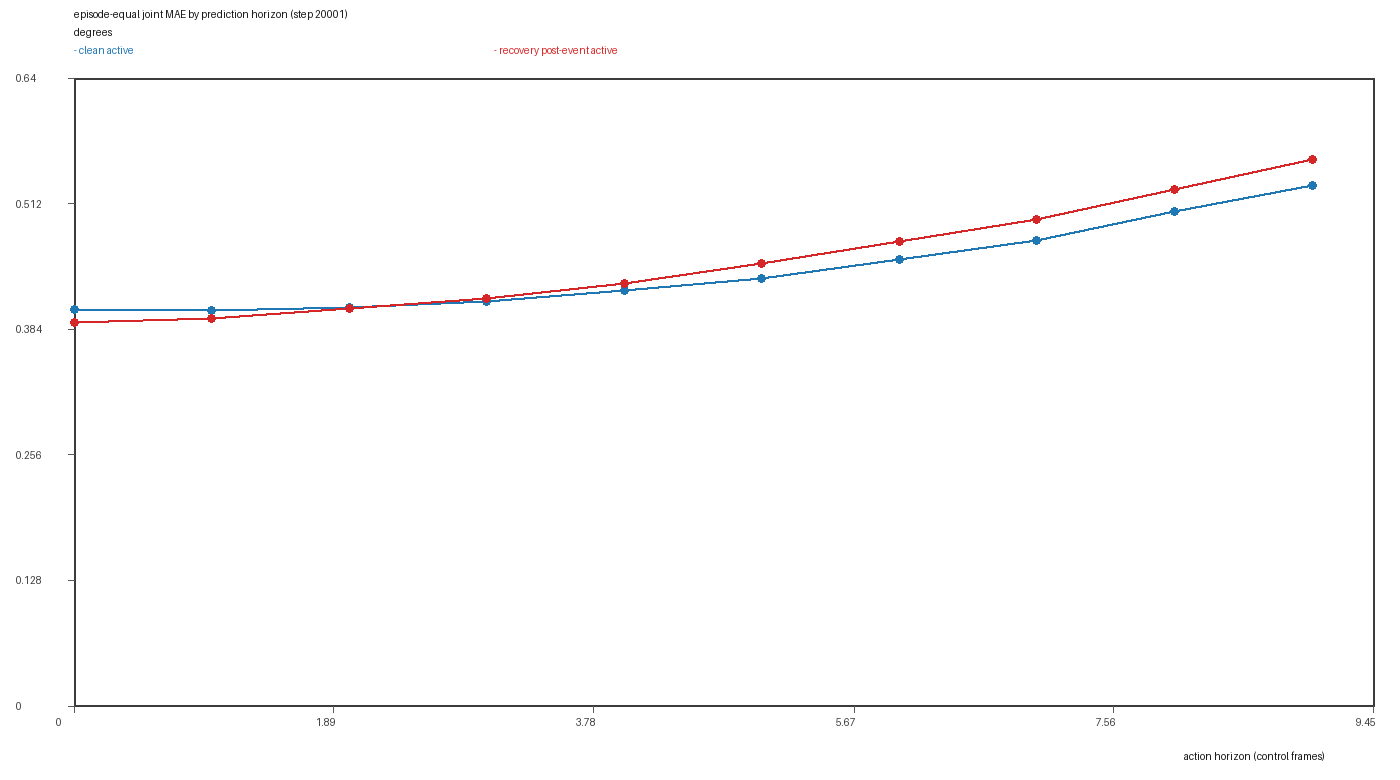 episode-equal joint MAE by prediction horizon (step 20001)
degrees
- clean active
- recovery post-event active
0.64
0.512
0.384
0.256
0.128
0
0 1.89 3.78 5.67 7.56 9.45
action horizon (control frames)